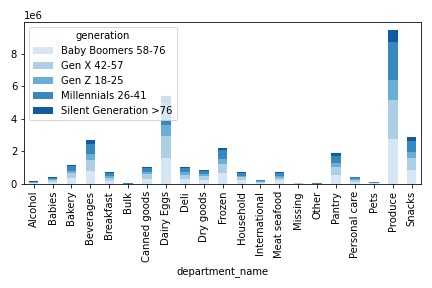 1e6
generation
Baby Boomers 58-76
Gen X 42-57
Gen Z 18-25
Millennials 26-41
Silent Generation >76
8
6
4
2
0
Alcohol
Babies
Bakery
Beverages
Breakfast
Bulk
Canned goods
Dairy Eggs
Deli
Dry goods
Frozen
Household
International
Meat seafood
Missing
Other
Pantry
Personal care
Pets
Produce
Snacks
department_name